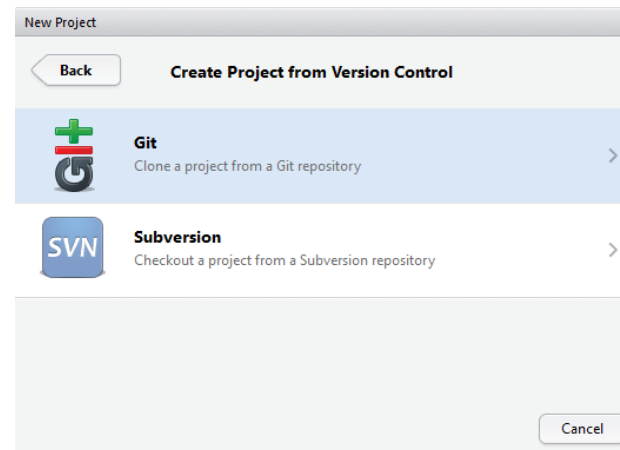 New Project
Back
Create Project from Version Control
Git
Clone a project from a Git repository
SVN
Subversion
Checkout a project from a Subversion repository
Cancel